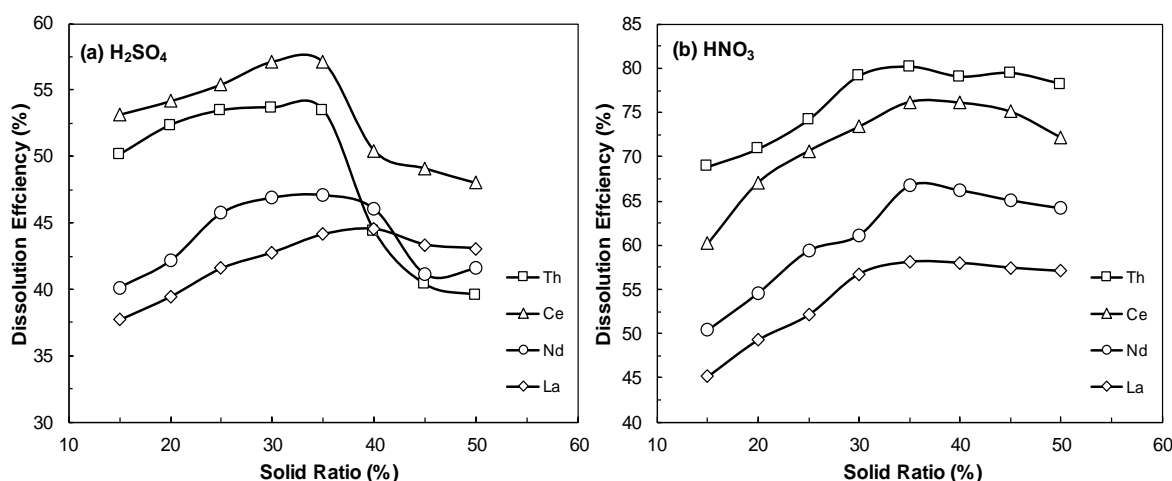 (a) H₂SO₄
Dissolution Effciency (%)
60
55
50
45
40
35
30
10
20
30
40
50
60
Solid Ratio (%)
Th
Ce
Nd
La
(b) HNO₃
Dissolution Effciency (%)
85
80
75
70
65
60
55
50
45
40
10
20
30
40
50
60
Solid Ratio (%)
Th
Ce
Nd
La